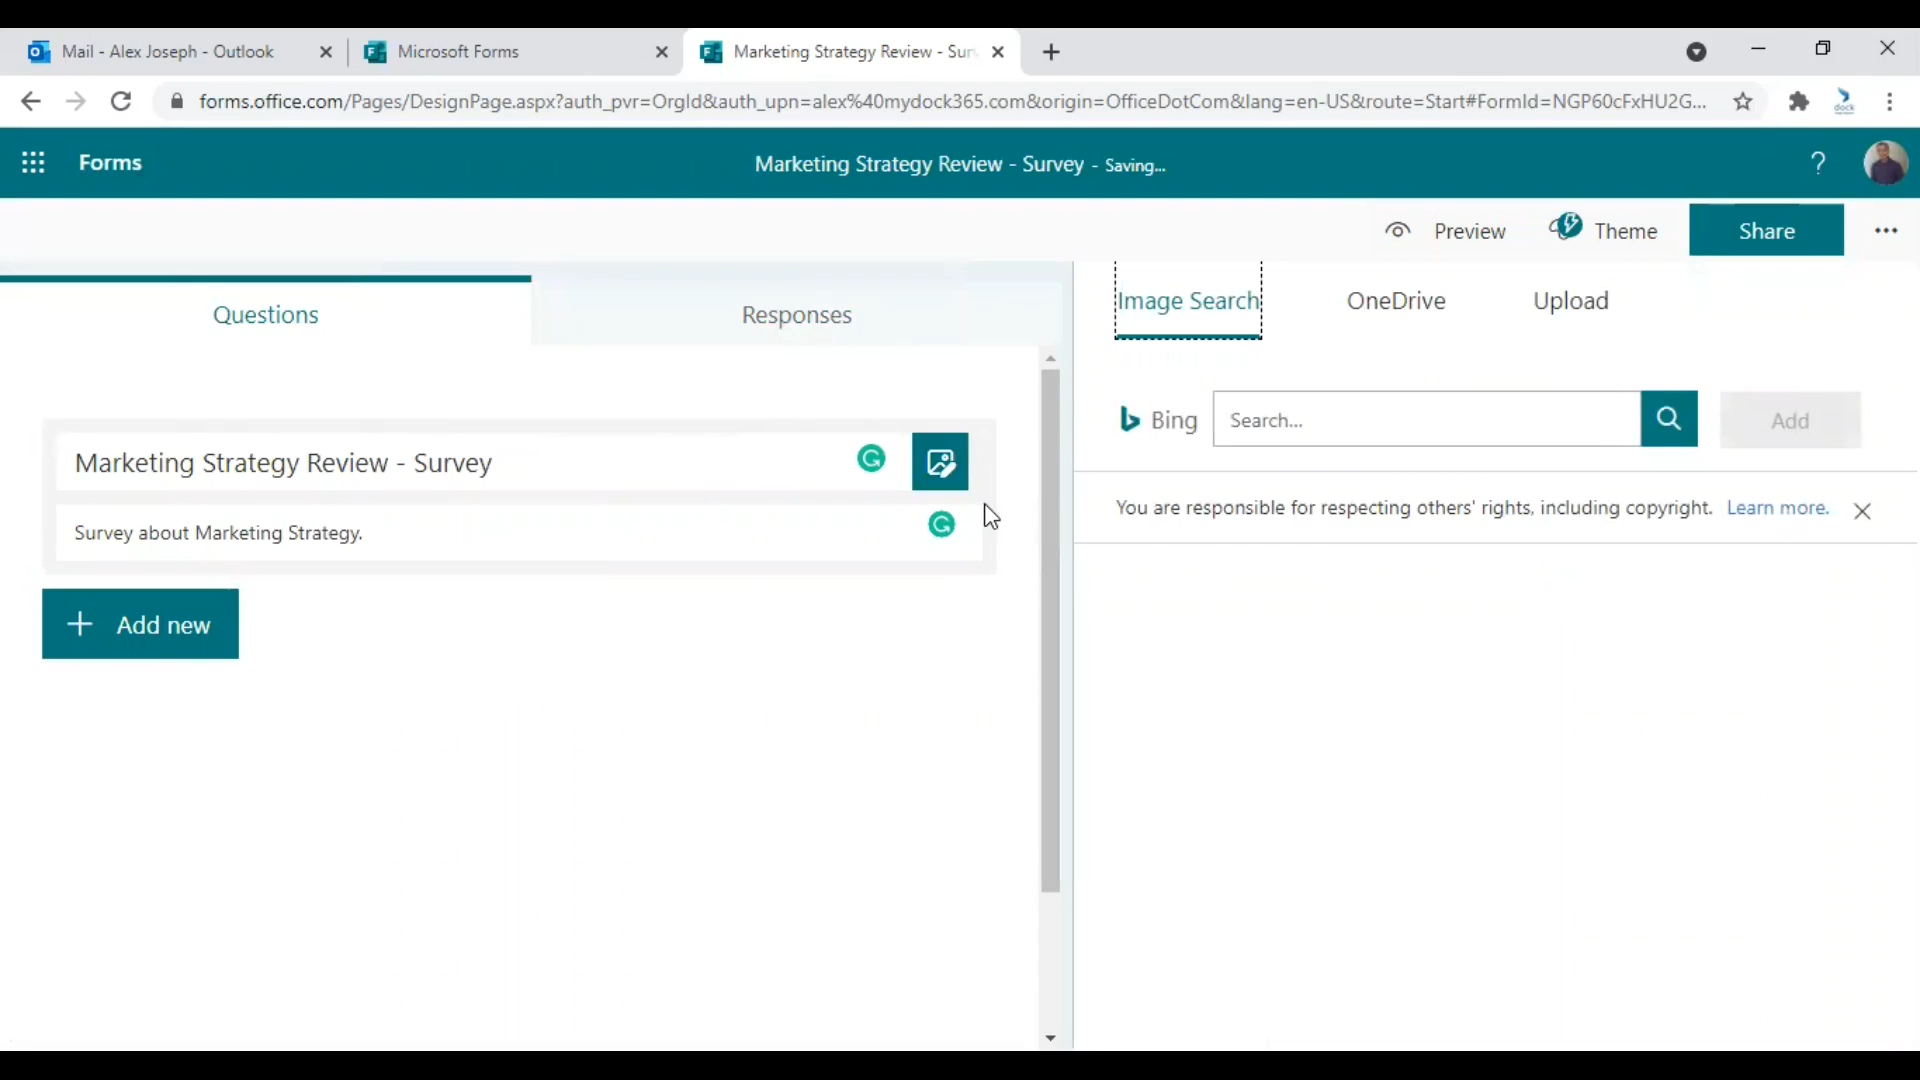 Mail - Alex Joseph - Outlook
Microsoft Forms
Marketing Strategy Review - Sur
forms.office.com/Pages/DesignPage.aspx?auth_pvr=OrgId&auth_upn=alex%40mydock365.com&origin=OfficeDotCom&lang=en-US&route=Start#FormId=NGP60cFxHU2G...
dock
Forms
Marketing Strategy Review - Survey - Saving...
?
Preview
Theme
Share
Questions
Responses
Image Search
OneDrive
Upload
Bing
Search...
Add
Marketing Strategy Review - Survey
You are responsible for respecting others' rights, including copyright. Learn more.
Survey about Marketing Strategy.
Add new